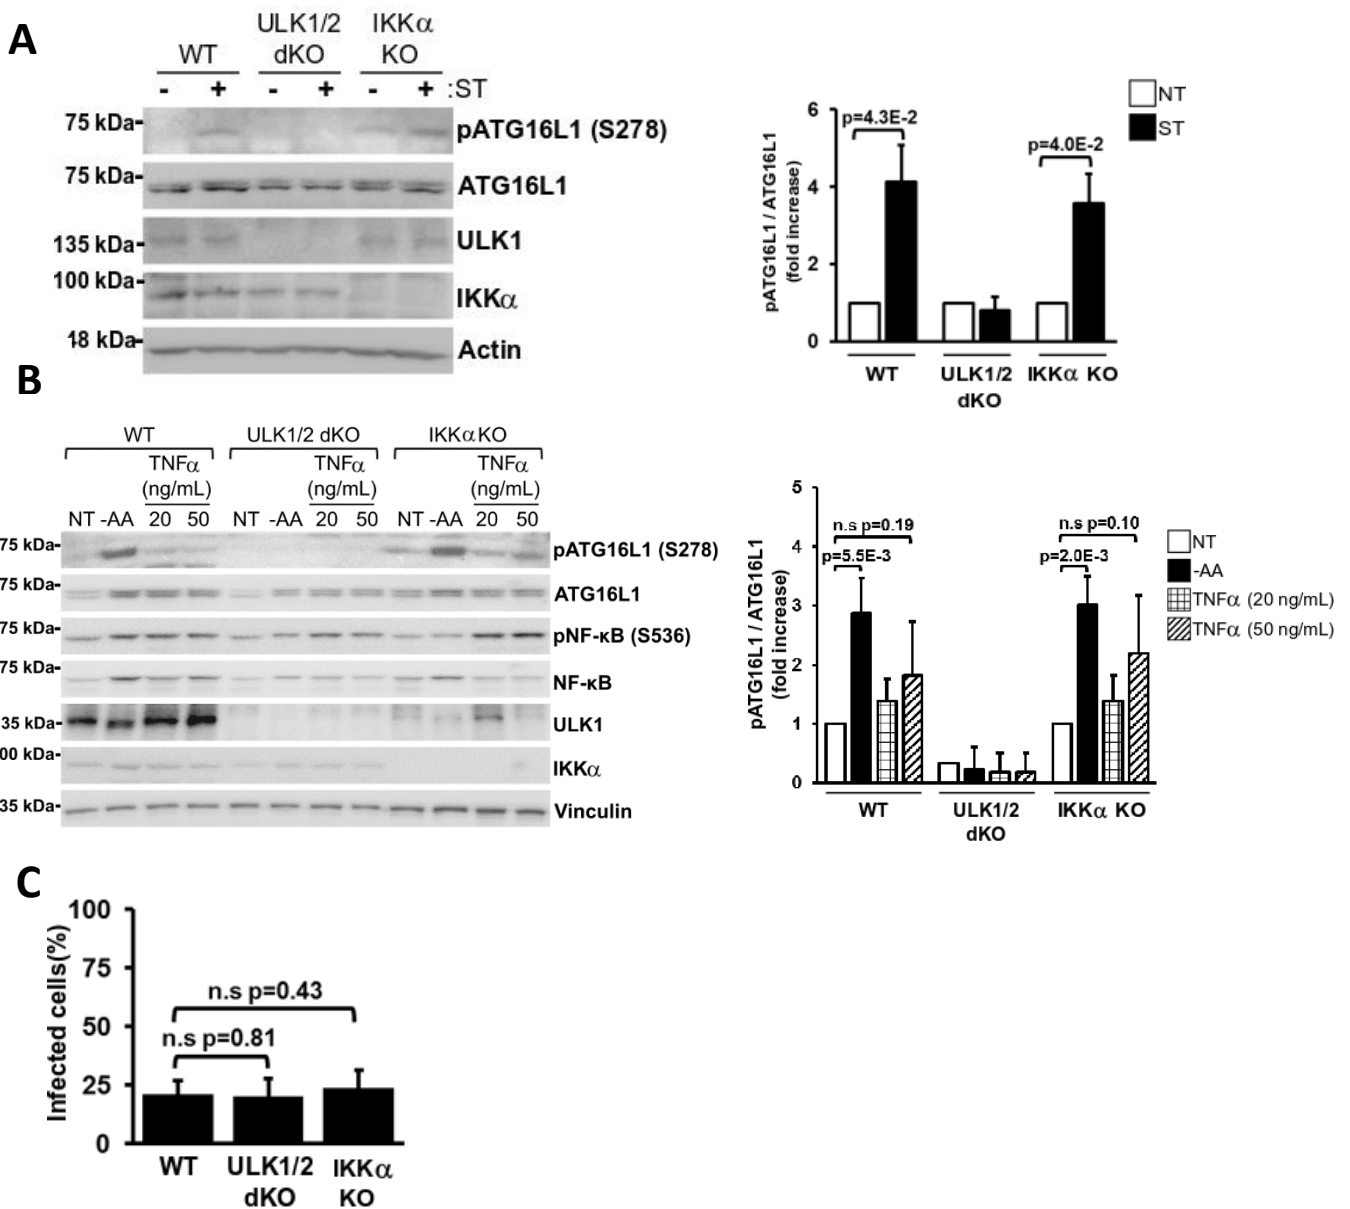 A
WT
ULK1/2
dKO
IKKα
KO
- + - + - + :ST
75 kDa
pATG16L1 (S278)
75 kDa
ATG16L1
135 kDa
ULK1
100 kDa
IKKα
18 kDa
Actin
pATG16L1 / ATG16L1
(fold increase)
6
4
2
0
p=4.3E-2
p=4.0E-2
NT
ST
WT
ULK1/2
dKO
IKKα KO
B
WT
ULK1/2 dKO
IKKαKO
TNFα
(ng/mL)
TNFα
(ng/mL)
TNFα
(ng/mL)
NT -AA 20 50 NT -AA 20 50 NT -AA 20 50
75 kDa
pATG16L1 (S278)
75 kDa
ATG16L1
75 kDa
pNF-κB (S536)
75 kDa
NF-κB
35 kDa
ULK1
00 kDa
IKKα
35 kDa
Vinculin
pATG16L1 / ATG16L1
(fold increase)
5
4
3
2
1
0
n.s p=0.19
p=5.5E-3
n.s p=0.10
p=2.0E-3
NT
-AA
TNFα (20 ng/mL)
TNFα (50 ng/mL)
WT
ULK1/2
dKO
IKKα KO
C
Infected cells(%)
100
75
50
25
0
n.s p=0.43
n.s p=0.81
WT
ULK1/2
dKO
IKKα
KO